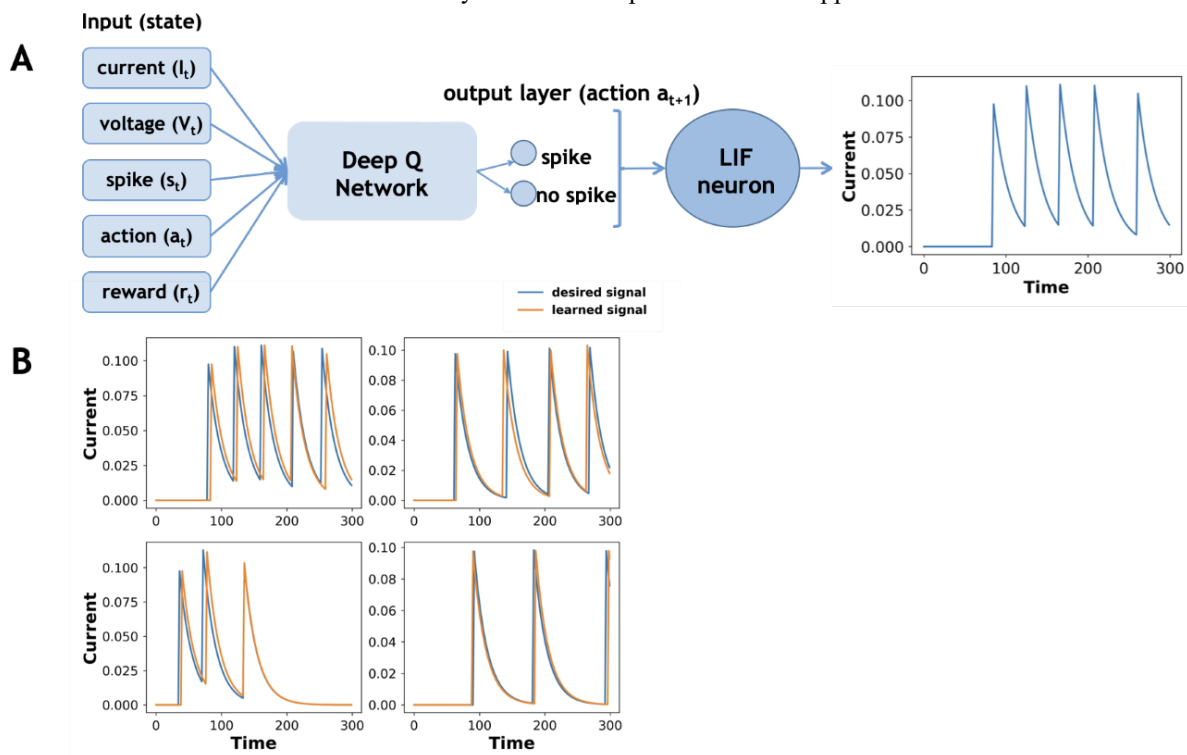 Input (state)
A
current (Iₜ)
voltage (Vₜ)
spike (sₜ)
action (aₜ)
reward (rₜ)
Deep Q
Network
output layer (action aₜ₊₁)
spike
no spike
LIF
neuron
Current
0.100
0.075
0.050
0.025
0.000
0 100 200 300
Time
desired signal
learned signal
B
Current
0.100
0.075
0.050
0.025
0.000
0 100 200 300
0.10
0.08
0.06
0.04
0.02
0.00
0 100 200 300
Current
0.100
0.075
0.050
0.025
0.000
0 100 200 300
Time
0.10
0.08
0.06
0.04
0.02
0.00
0 100 200 300
Time